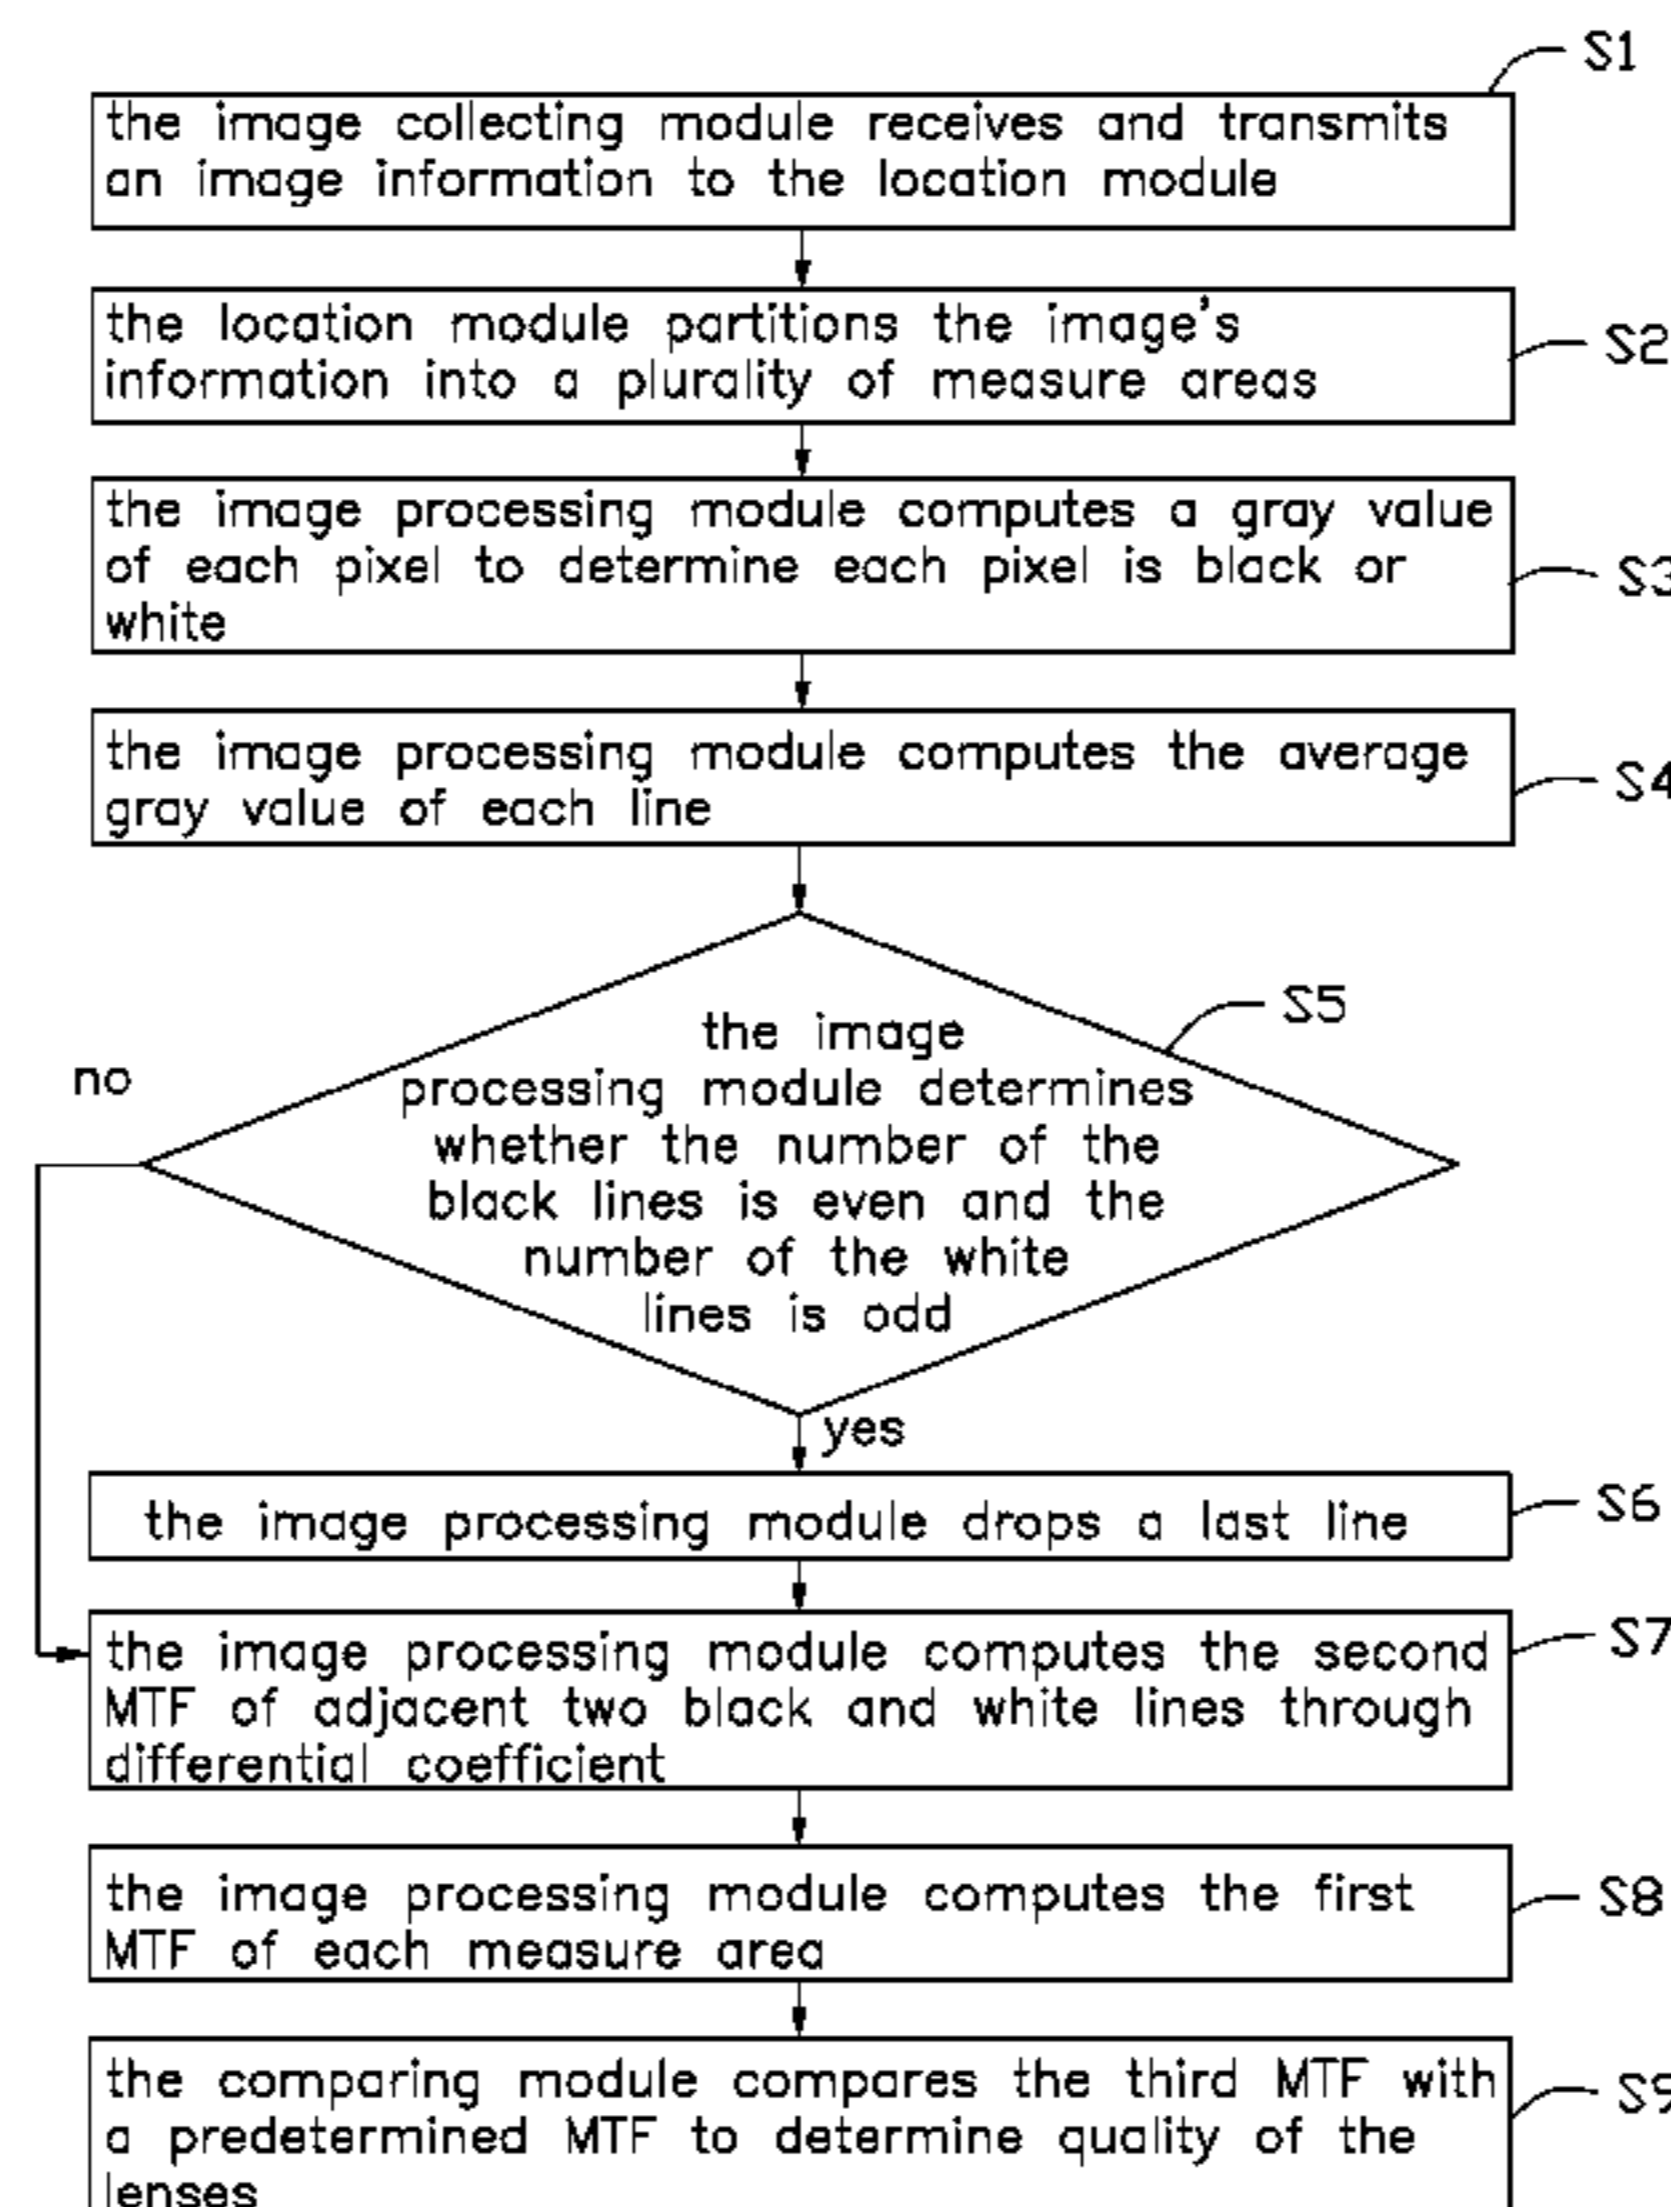 S1
the image collecting module receives and transmits
an image information to the location module
the location module partitions the image's
information into a plurality of measure areas
S2
the image processing module computes a gray value
of each pixel to determine each pixel is black or
white
S3
the image processing module computes the average
gray value of each line
S4
S5
the image
processing module determines
whether the number of the
black lines is even and the
number of the white
lines is odd
no
yes
the image processing module drops a last line
S6
the image processing module computes the second
MTF of adjacent two black and white lines through
differential coefficient
S7
the image processing module computes the first
MTF of each measure area
S8
the comparing module compares the third MTF with
a predetermined MTF to determine quality of the
lenses
S9